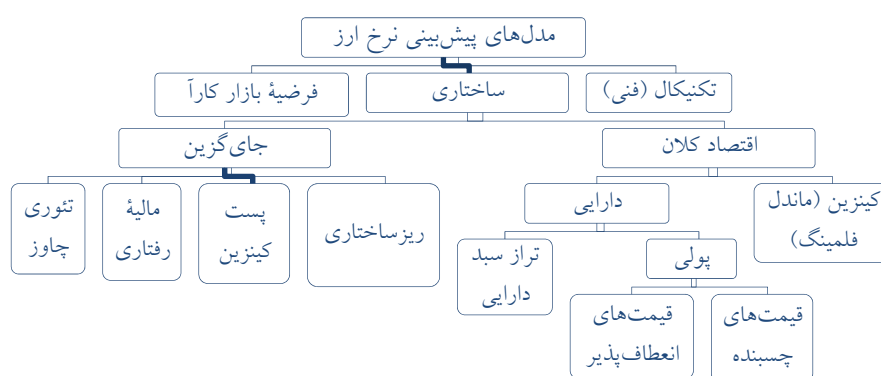 مدل‌های پیش‌بینی نرخ ارز
تکنیکال (فنی)
ساختاری
فرضیهٔ بازار کارآ
اقتصاد کلان
جای‌گزین
کینزین (ماندل
فلمینگ)
دارایی
ریزساختاری
پست
کینزین
مالیهٔ
رفتاری
تئوری
چاوز
پولی
تراز سبد
دارایی
قیمت‌های
چسبنده
قیمت‌های
انعطاف‌پذیر